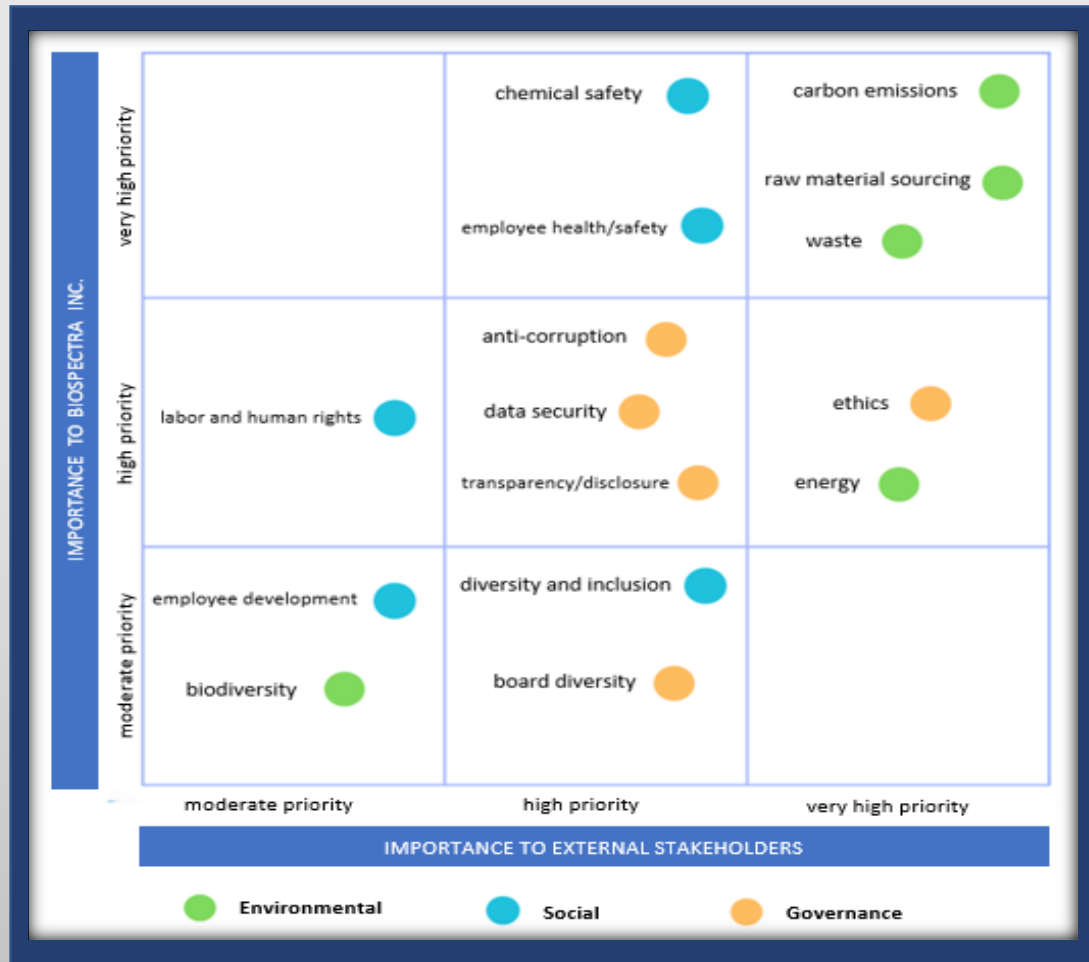 IMPORTANCE TO BIOSPECTRA INC.
very high priority
high priority
moderate priority
chemical safety
carbon emissions
raw material sourcing
employee health/safety
waste
anti-corruption
labor and human rights
data security
ethics
transparency/disclosure
energy
employee development
diversity and inclusion
biodiversity
board diversity
moderate priority
high priority
very high priority
IMPORTANCE TO EXTERNAL STAKEHOLDERS
Environmental
Social
Governance